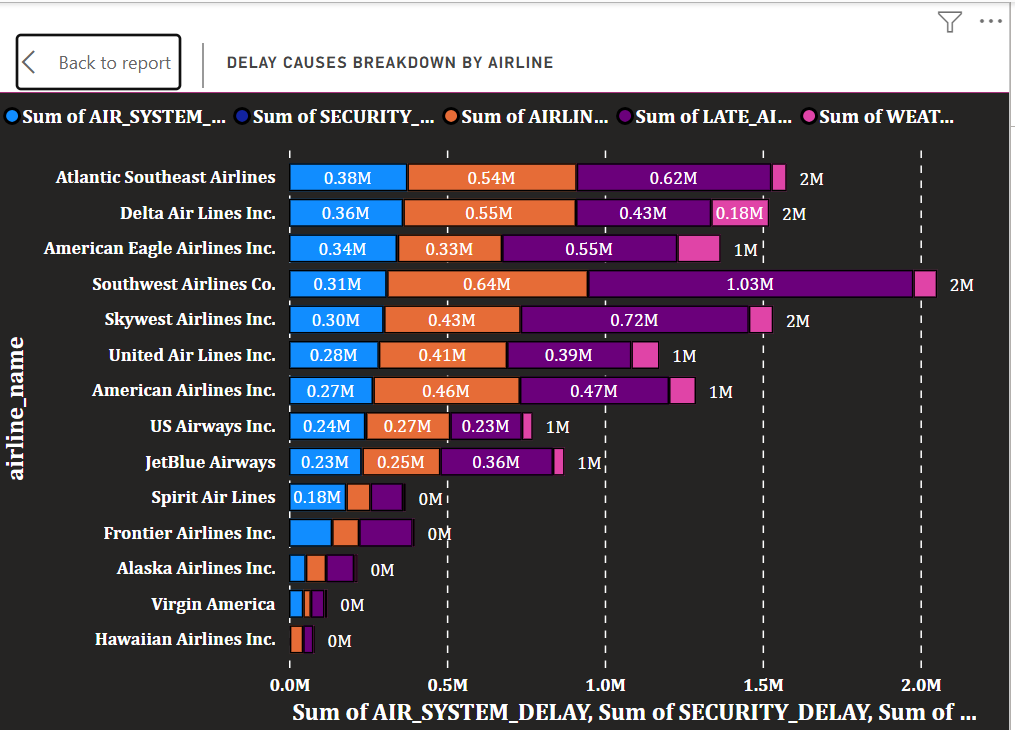 Back to report
DELAY CAUSES BREAKDOWN BY AIRLINE
Sum of AIR_SYSTEM_... Sum of SECURITY_... Sum of AIRLIN... Sum of LATE_AI... Sum of WEAT...
airline_name
Atlantic Southeast Airlines 0.38M 0.54M 0.62M 2M
Delta Air Lines Inc. 0.36M 0.55M 0.43M 0.18M 2M
American Eagle Airlines Inc. 0.34M 0.33M 0.55M 1M
Southwest Airlines Co. 0.31M 0.64M 1.03M 2M
Skywest Airlines Inc. 0.30M 0.43M 0.72M 2M
United Air Lines Inc. 0.28M 0.41M 0.39M 1M
American Airlines Inc. 0.27M 0.46M 0.47M 1M
US Airways Inc. 0.24M 0.27M 0.23M 1M
JetBlue Airways 0.23M 0.25M 0.36M 1M
Spirit Air Lines 0.18M 0M
Frontier Airlines Inc. 0M
Alaska Airlines Inc. 0M
Virgin America 0M
Hawaiian Airlines Inc. 0M
0.0M 0.5M 1.0M 1.5M 2.0M
Sum of AIR_SYSTEM_DELAY, Sum of SECURITY_DELAY, Sum of ...